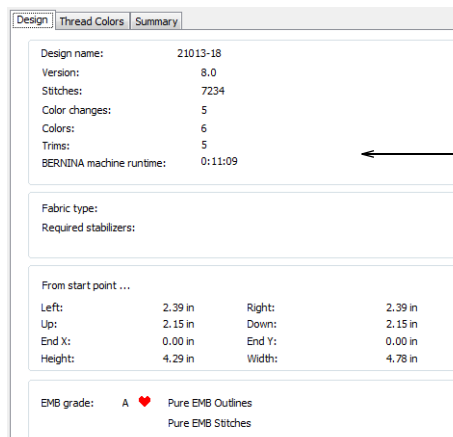 Design Thread Colors Summary
Design name: 21013-18
Version: 8.0
Stitches: 7234
Color changes: 5
Colors: 6
Trims: 5
BERNINA machine runtime: 0:11:09
Fabric type:
Required stabilizers:
From start point ...
Left: 2.39 in Right: 2.39 in
Up: 2.15 in Down: 2.15 in
End X: 0.00 in End Y: 0.00 in
Height: 4.29 in Width: 4.78 in
EMB grade: A Pure EMB Outlines
Pure EMB Stitches